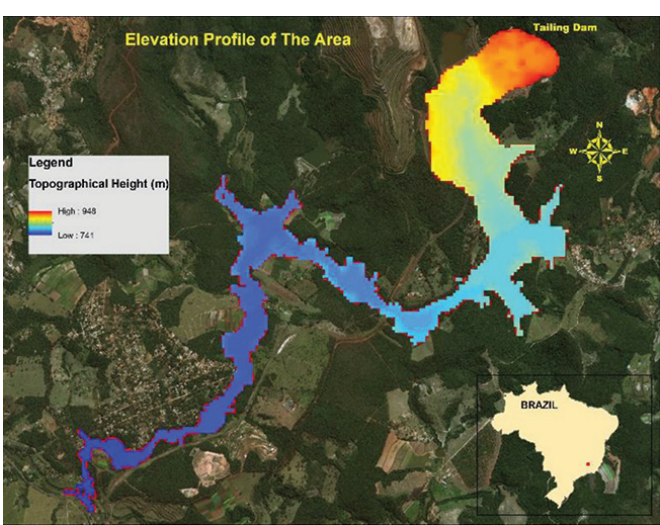 Elevation Profile of The Area
Tailing Dam
N
W E
S
Legend
Topographical Height (m)
High : 948
Low : 741
BRAZIL